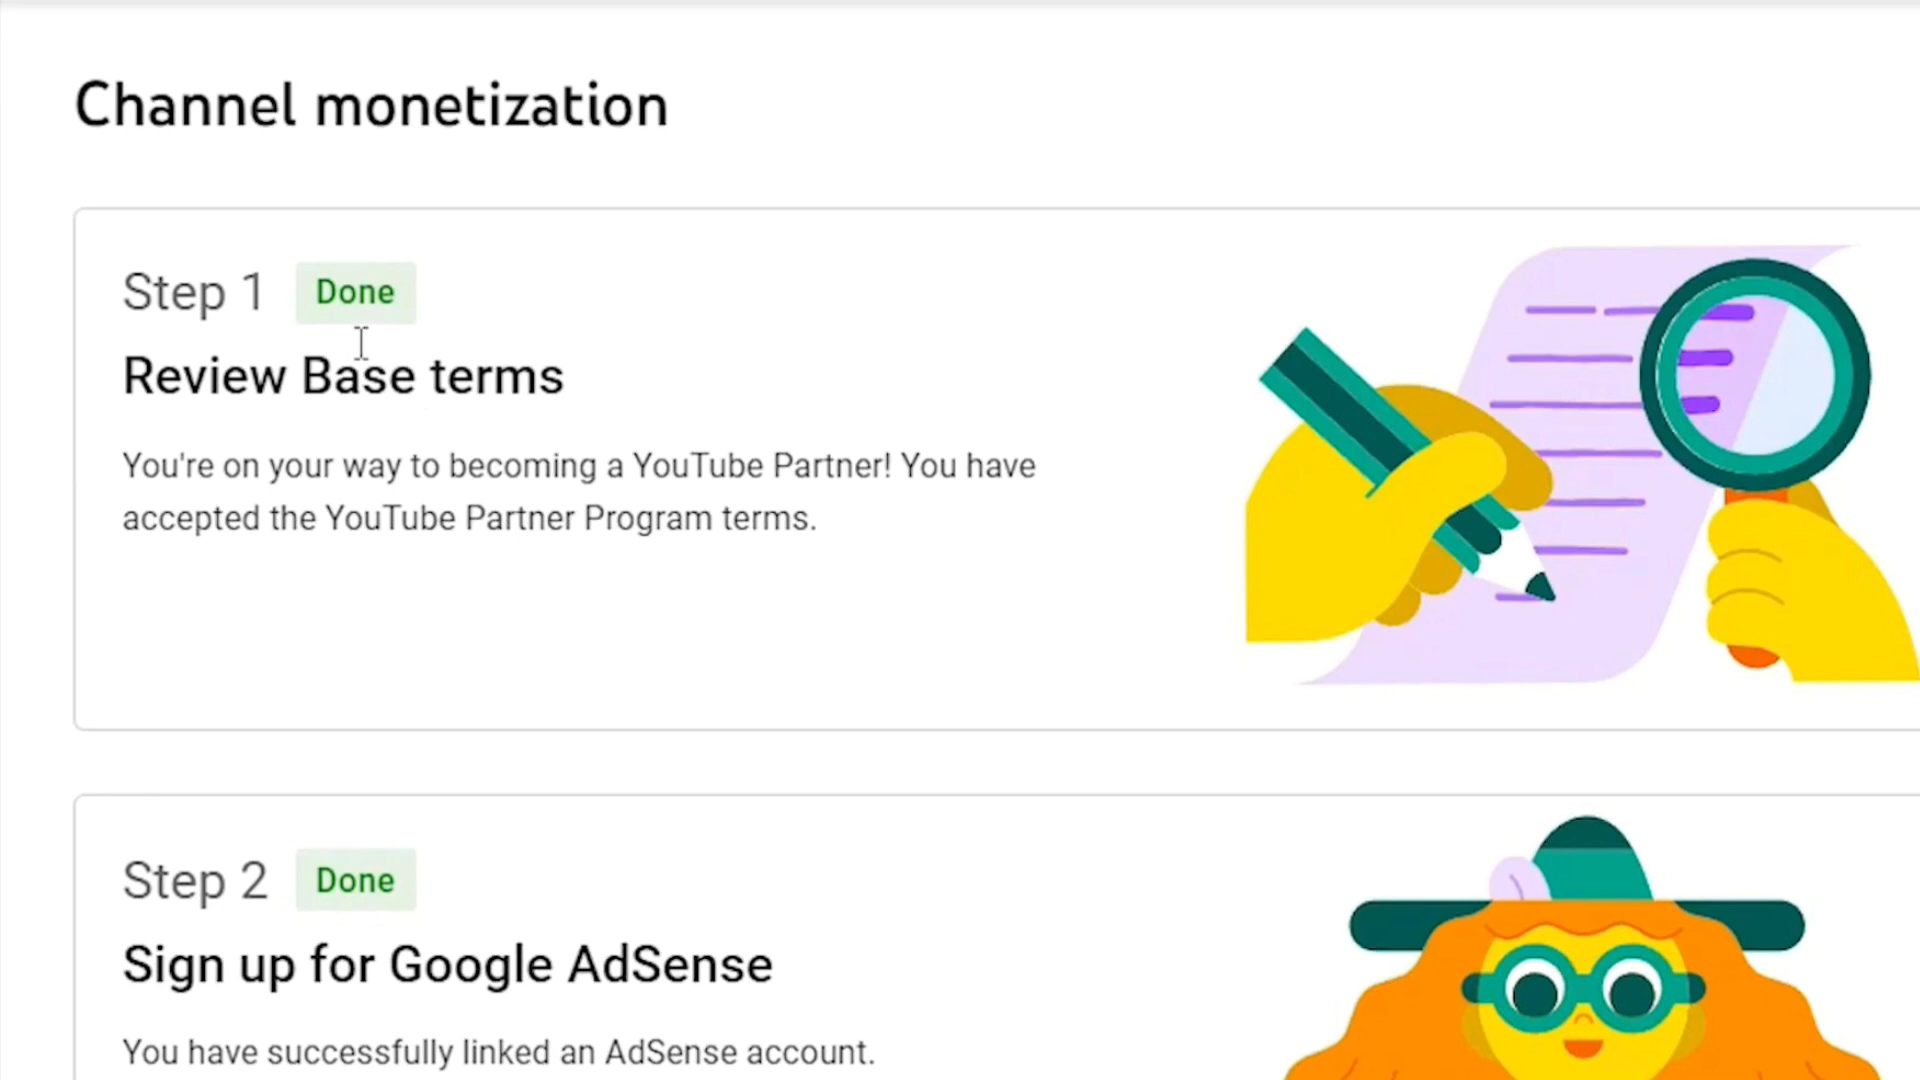 Channel monetization
Step 1 Done
Review Base terms
You're on your way to becoming a YouTube Partner! You have
accepted the YouTube Partner Program terms.
Step 2 Done
Sign up for Google AdSense
You have successfully linked an AdSense account.